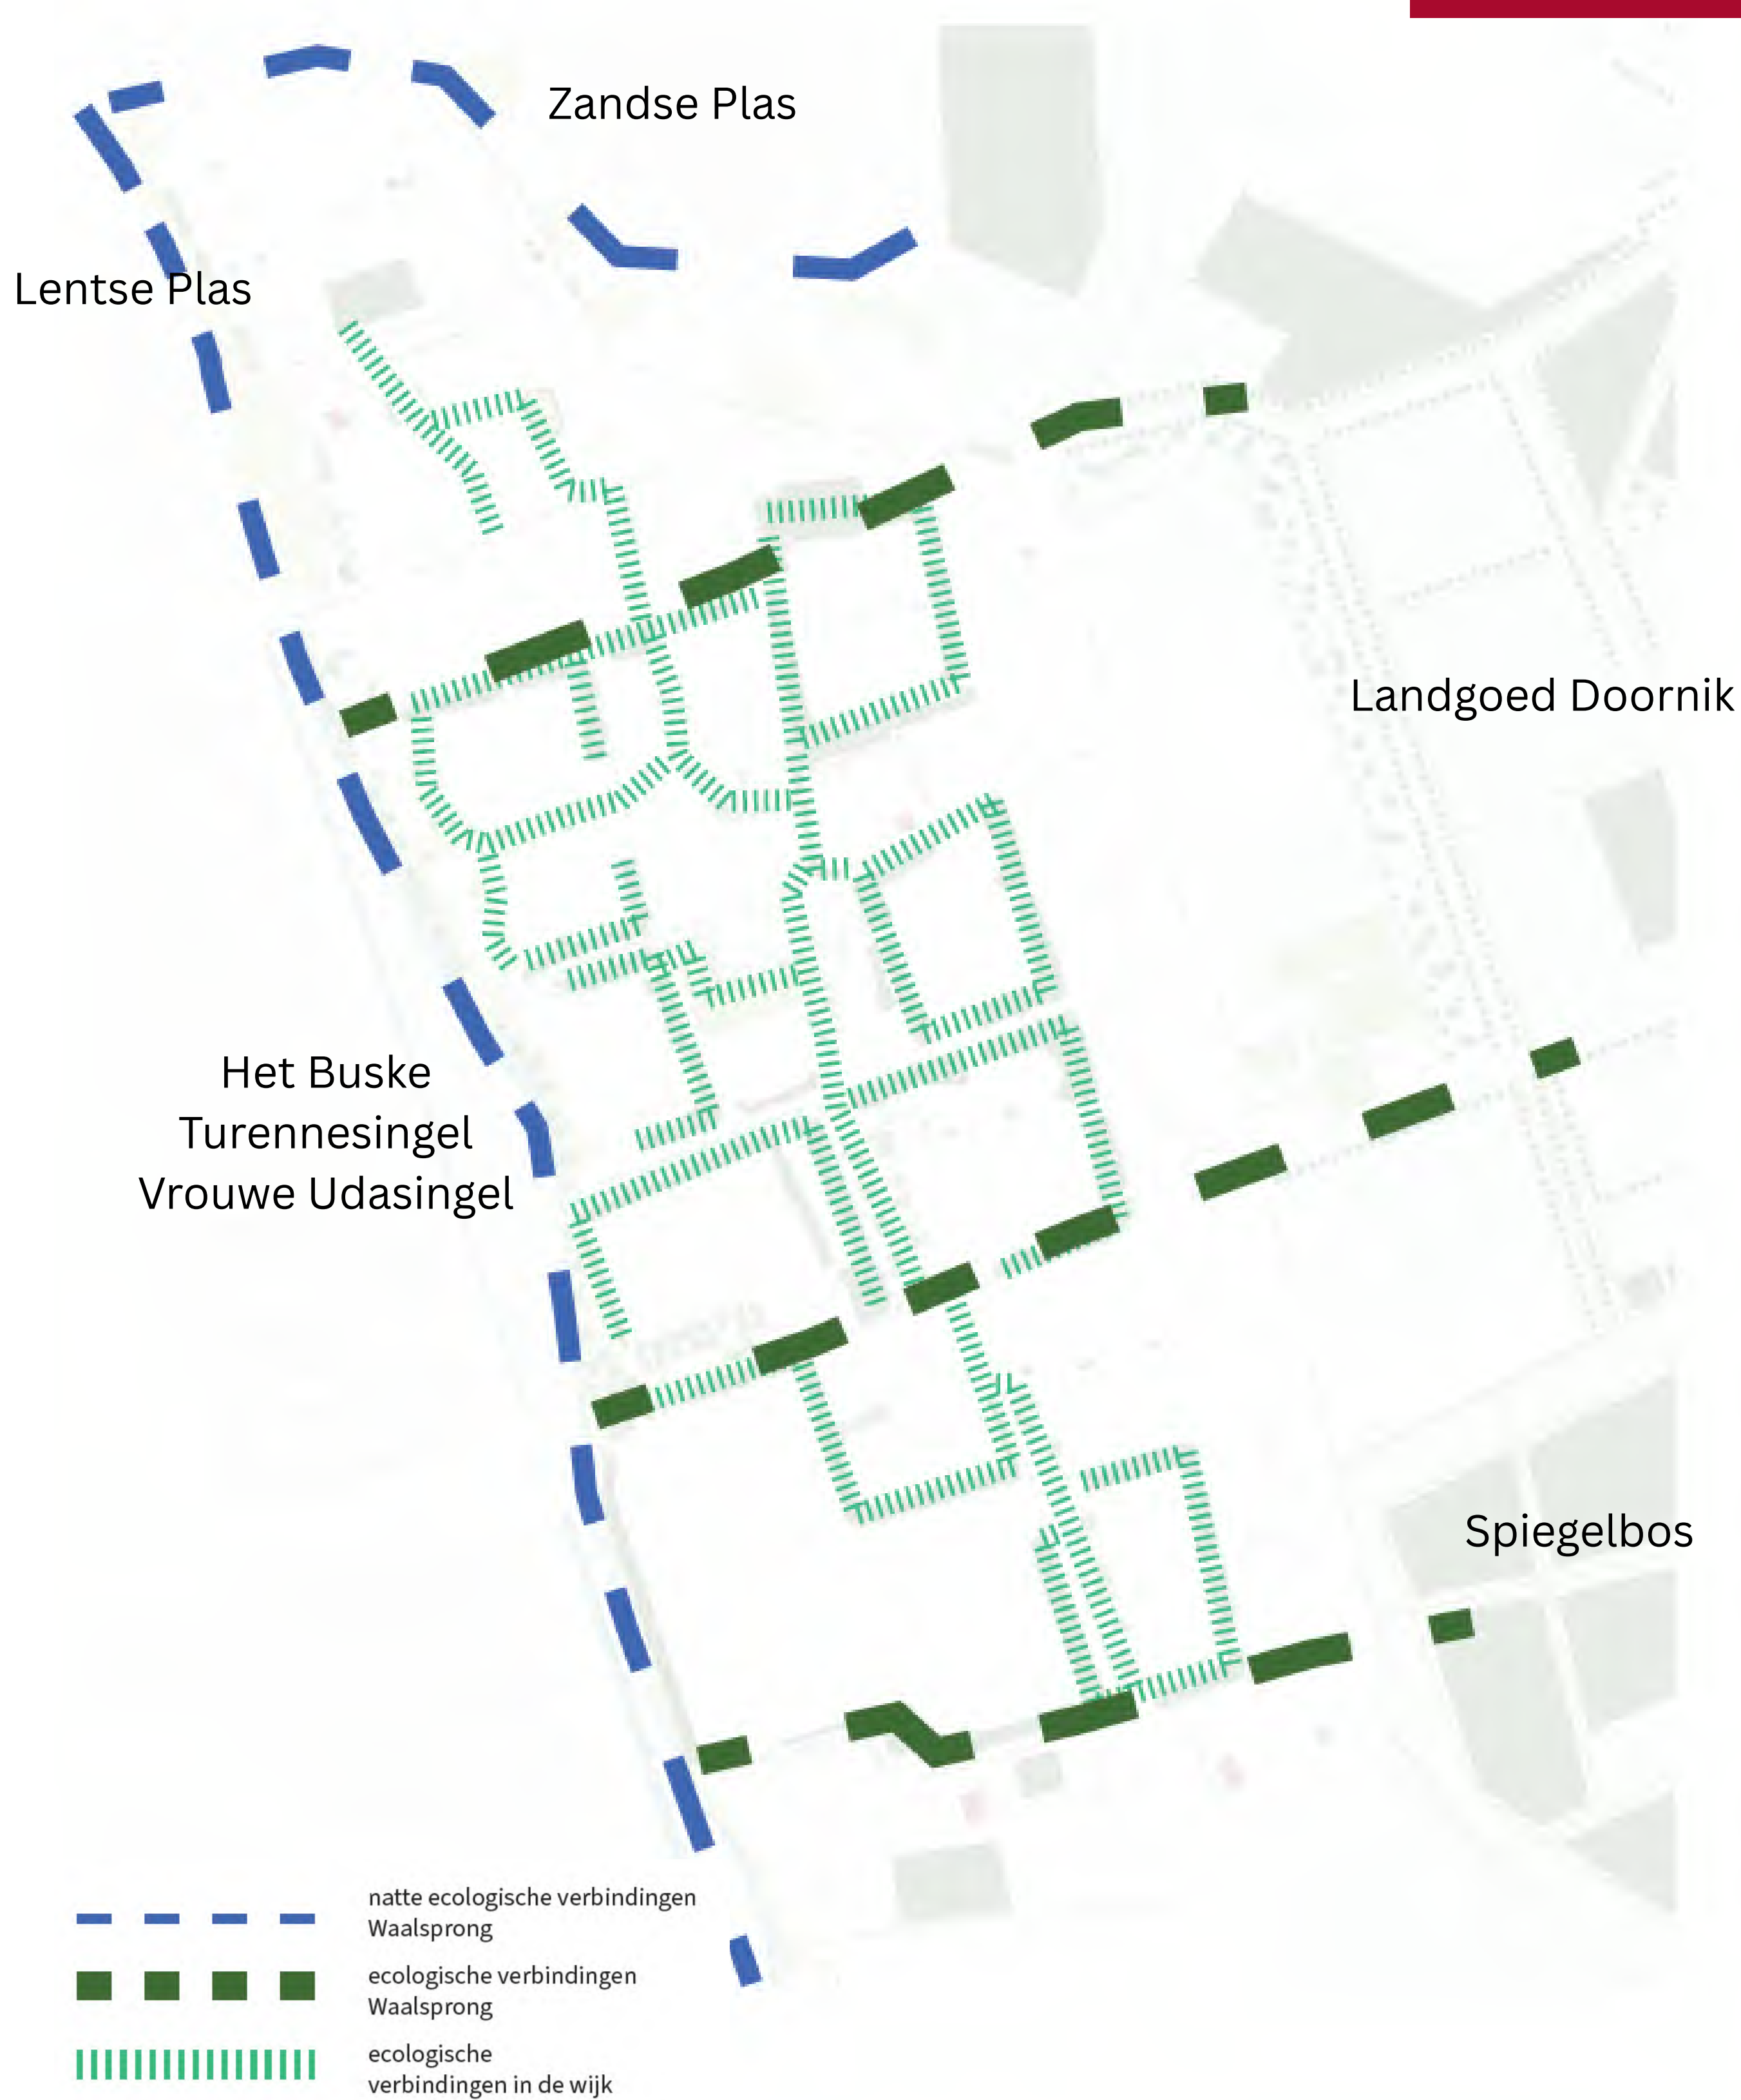 Zandse Plas
Lentse Plas
Landgoed Doornik
Het Buske
Turennesingel
Vrouwe Udasingel
Spiegelbos
natte ecologische verbindingen
Waalsprong
ecologische verbindingen
Waalsprong
ecologische
verbindingen in de wijk